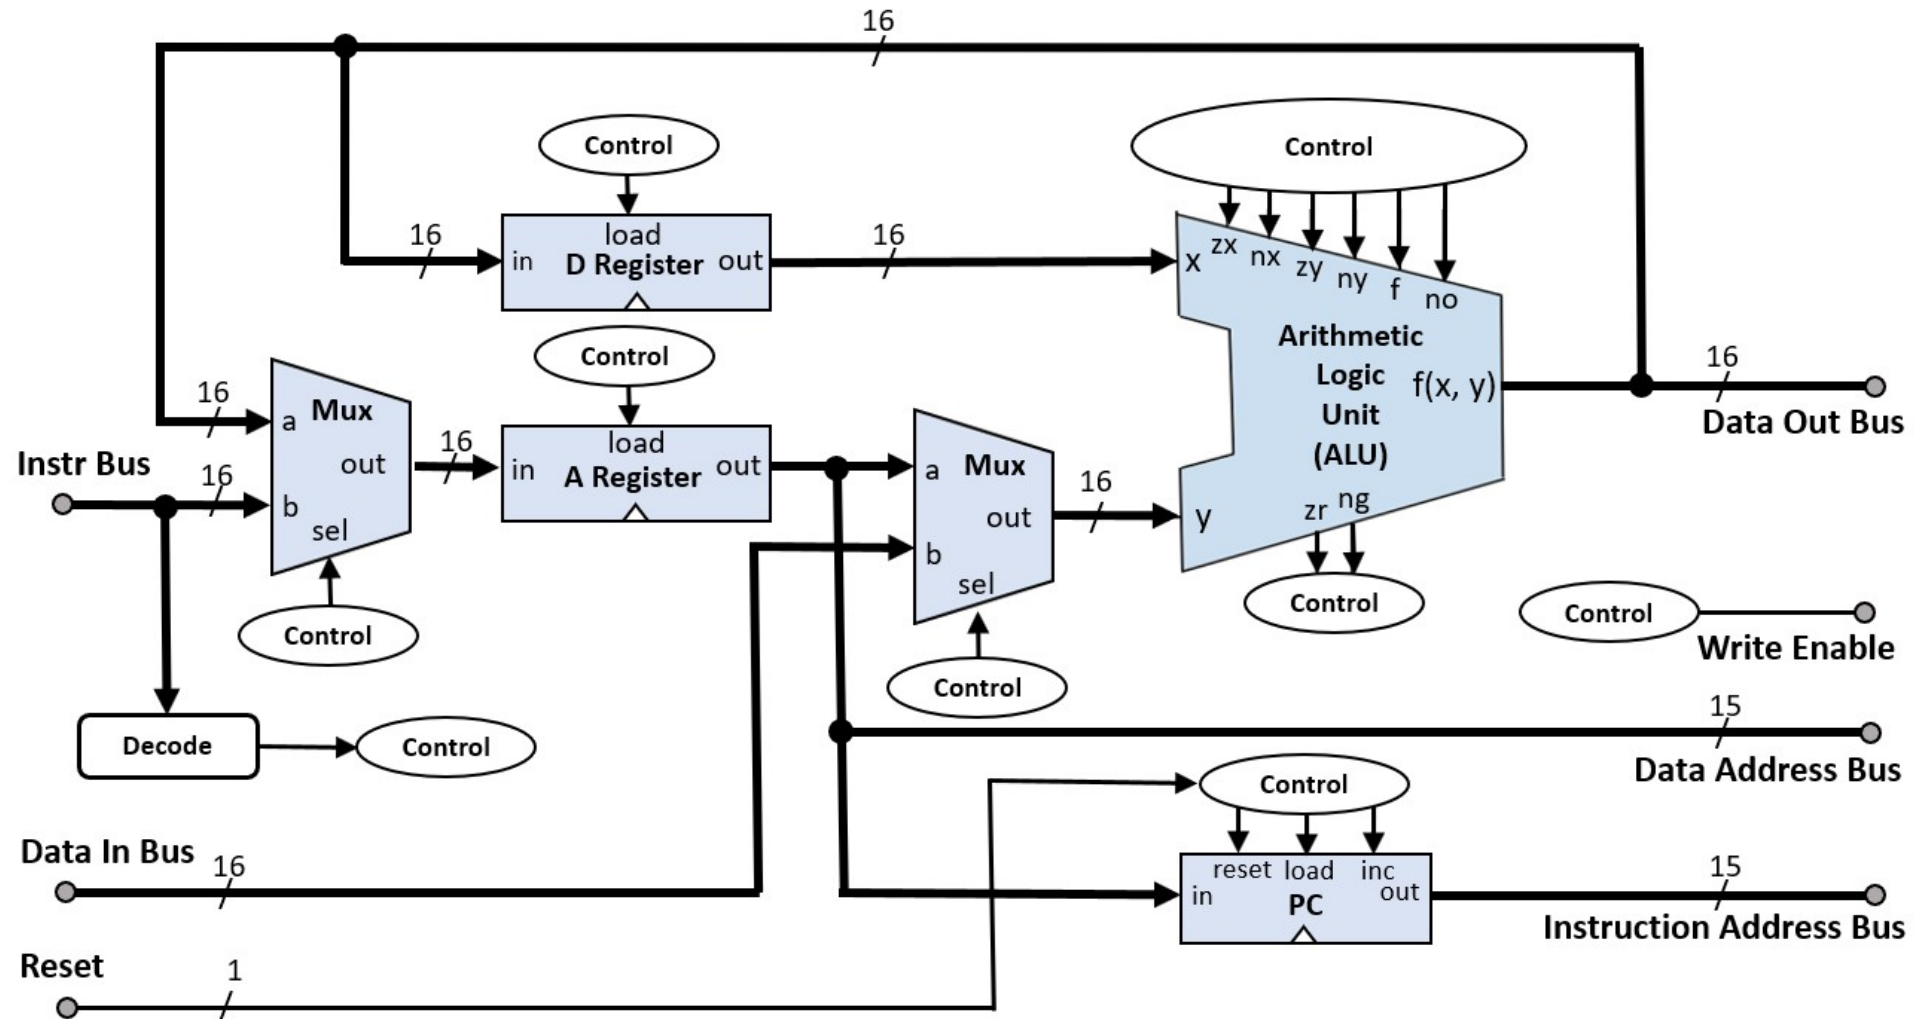 16
Control
Control
load
16
in
D Register
out
16
x
zx
nx
zy
ny
f
no
Arithmetic
Logic
Unit
(ALU)
f(x, y)
zr
ng
16
Data Out Bus
Control
16
a
Mux
out
b
sel
Instr Bus
16
16
load
in
A Register
out
a
Mux
out
b
sel
16
y
Control
Control
Write Enable
Control
Control
Decode
Control
15
Data Address Bus
Control
Data In Bus
16
reset
load
inc
in
PC
out
15
Instruction Address Bus
Reset
1